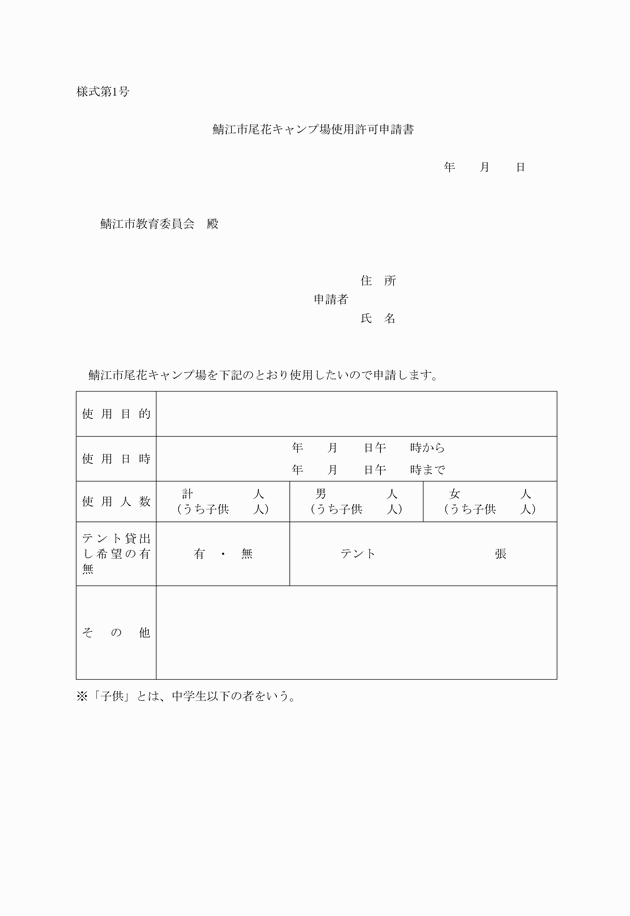 様式第1号
鯖江市尾花キャンプ場使用許可申請書
年　　月　　日
鯖江市教育委員会　殿
住　所
申請者
氏　名
鯖江市尾花キャンプ場を下記のとおり使用したいので申請します。
使用目的
使用日時
年　　月　　日午　　時から
年　　月　　日午　　時まで
使用人数
計　　　　　人
（うち子供　　人）
男　　　　　人
（うち子供　　人）
女　　　　　人
（うち子供　　人）
テント貸出
し希望の有
無
有　・　無
テント　　　　　　　　　　張
その他
※「子供」とは、中学生以下の者をいう。